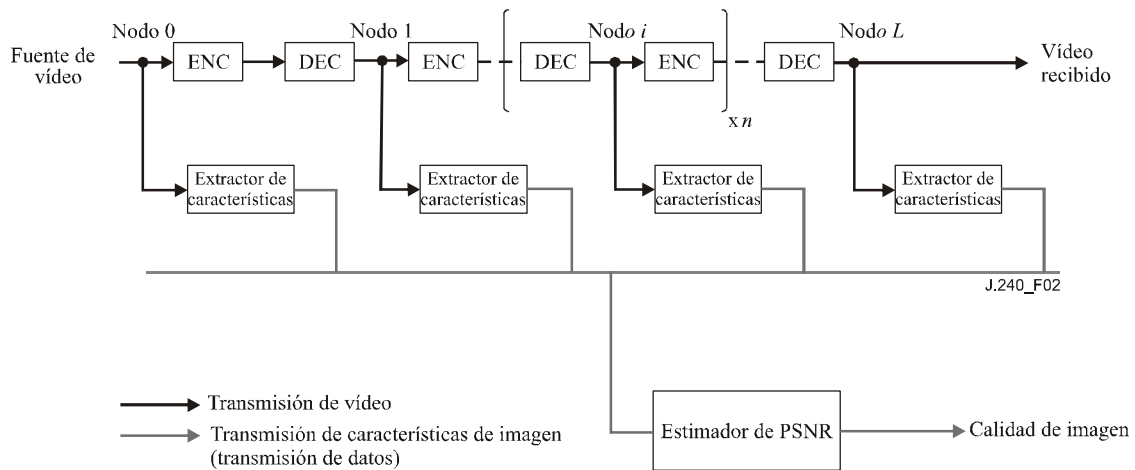 Nodo 0
Nodo 1
Nodo i
Nodo L
Fuente de
vídeo
ENC
DEC
ENC
DEC
ENC
DEC
Vídeo
recibido
x n
Extractor de
características
Extractor de
características
Extractor de
características
Extractor de
características
J.240_F02
Transmisión de vídeo
Transmisión de características de imagen
(transmisión de datos)
Estimador de PSNR
Calidad de imagen